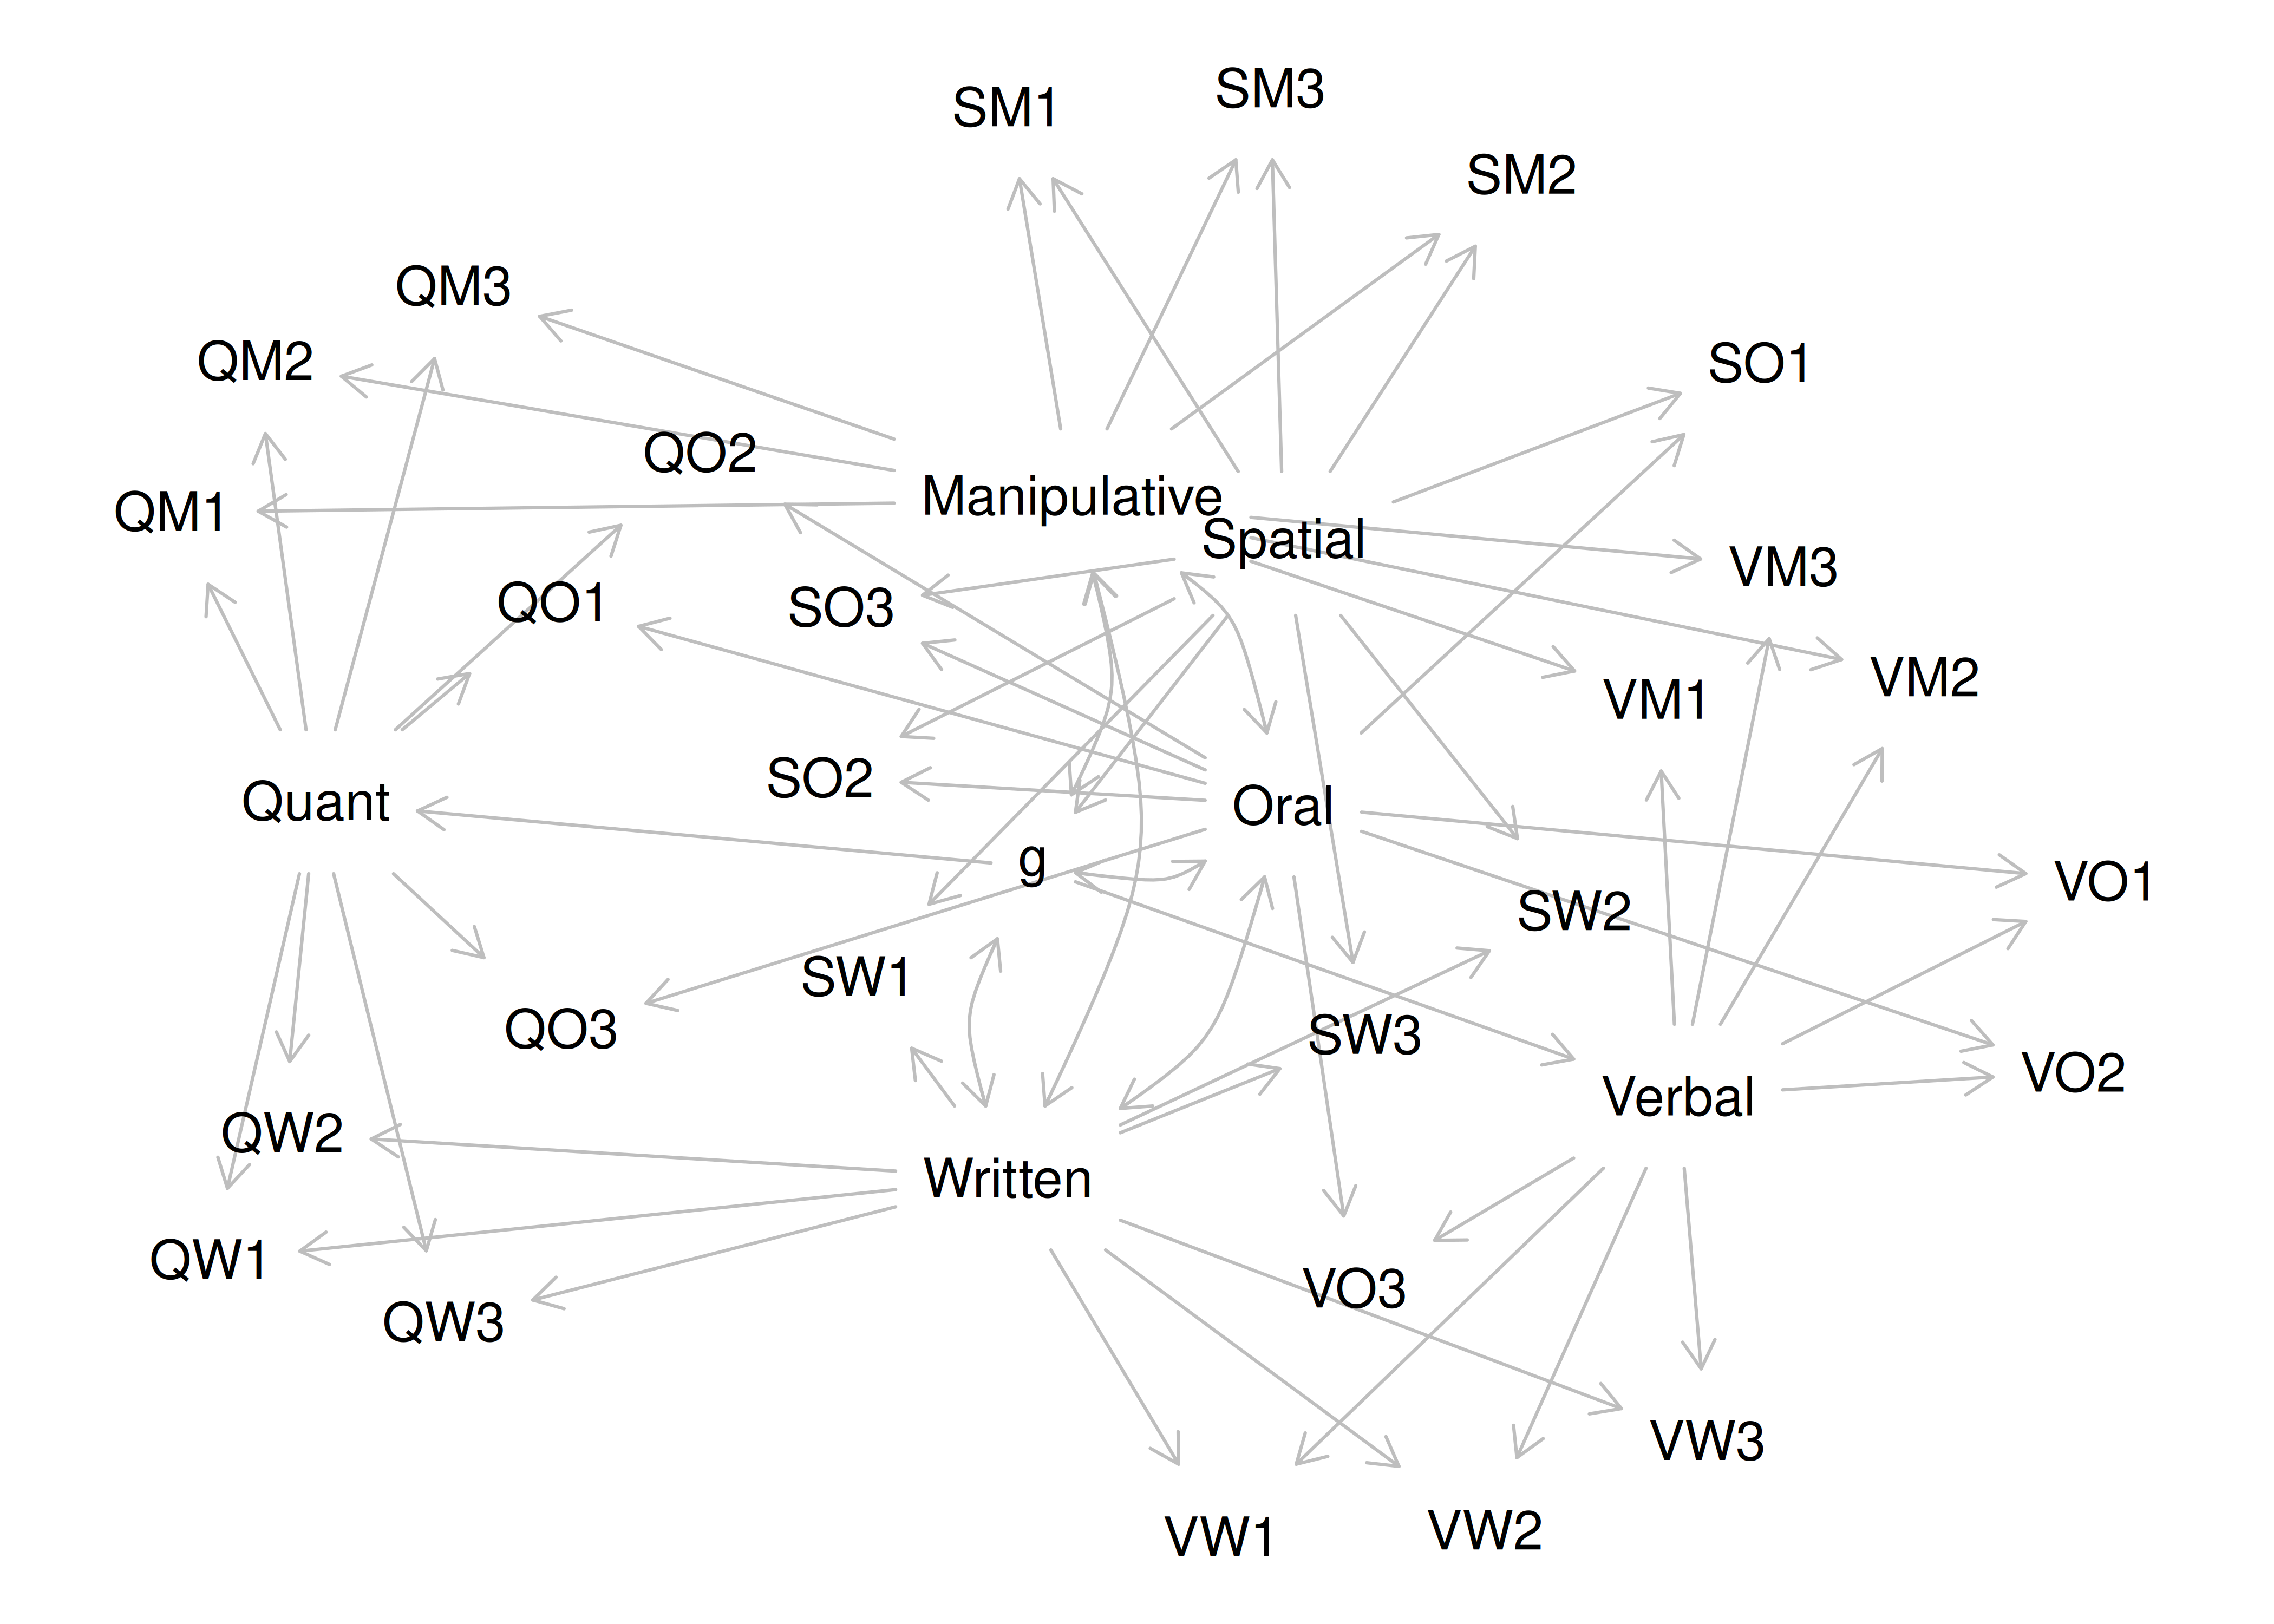 SM3
SM1
SM2
QM3
QM2
SO1
QO2
Manipulative
QM1
Spatial
VM3
QO1
SO3
VM2
VM1
SO2
Quant
Oral
g
VO1
SW2
SW1
QO3
SW3
VO2
Verbal
QW2
Written
QW1
VO3
QW3
VW3
VW2
VW1